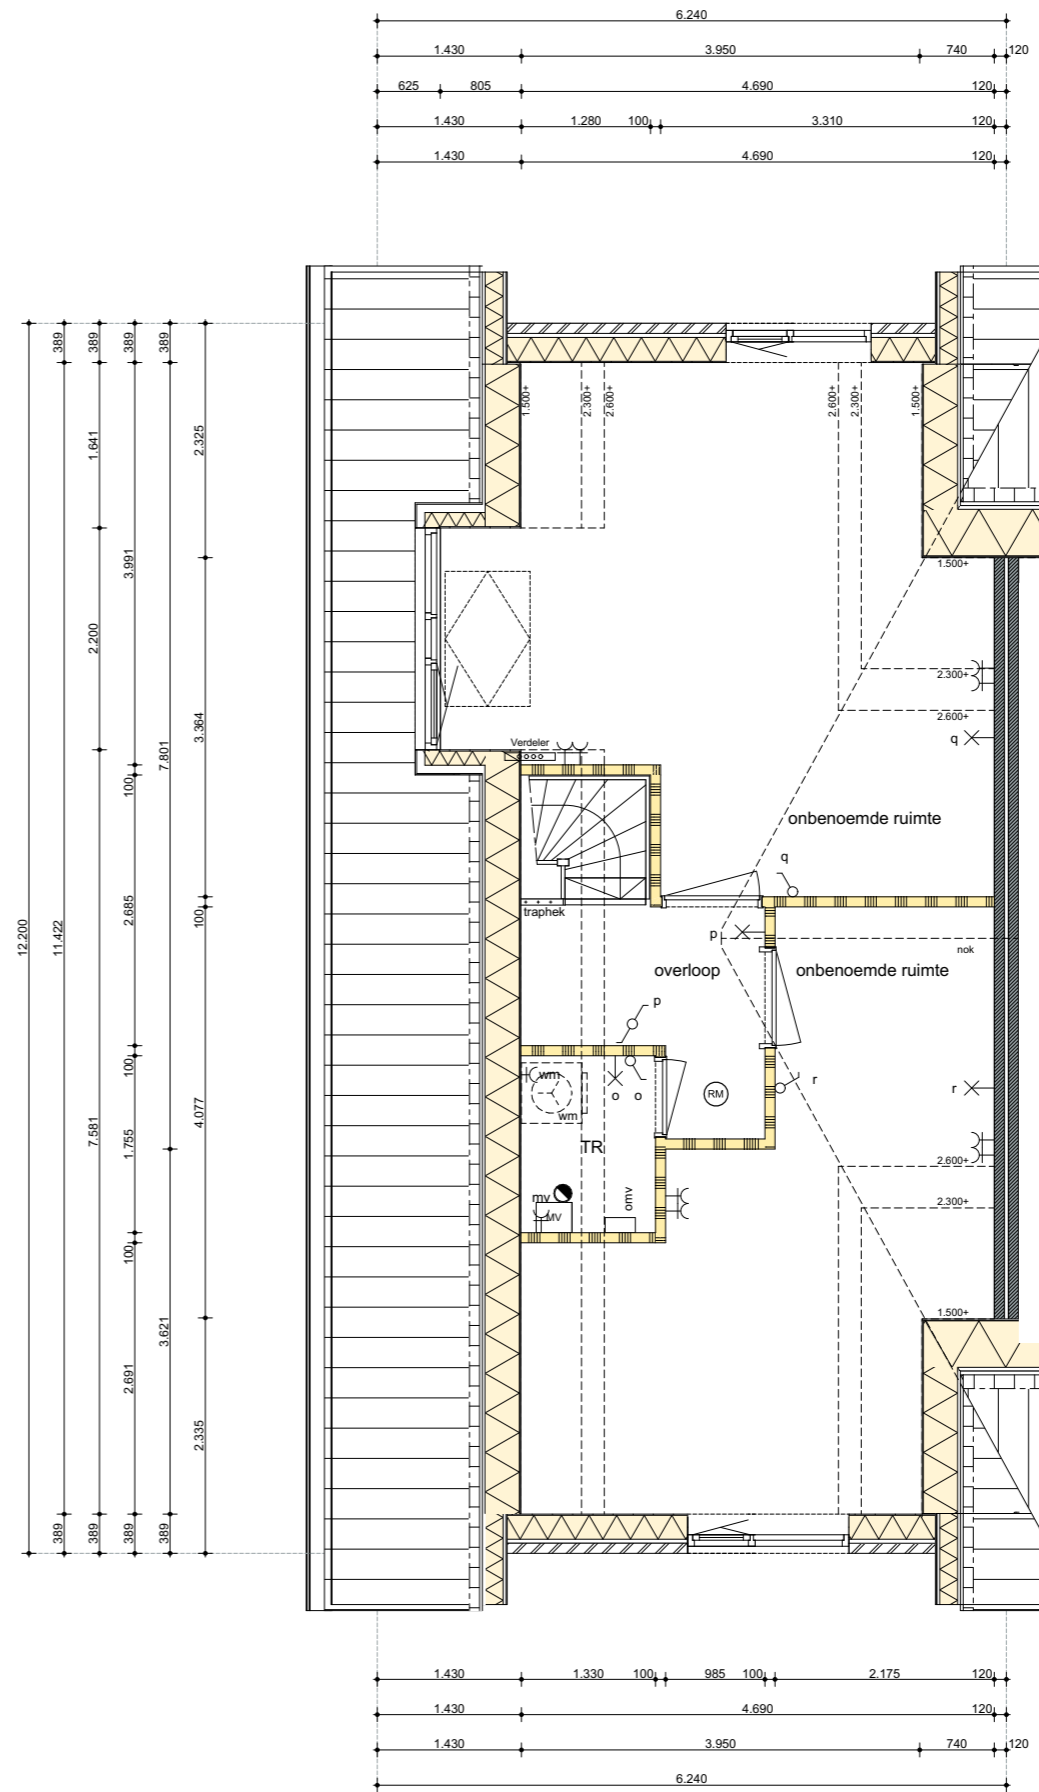 6.240
1.430 3.950 740 120
625 805 4.690 120
1.430 1.280 100 3.310 120
1.430 4.690 120
389 389 389 389
1.500+ 2.300+ 2.600+ 2.600+ 2.300+ 1.500+
1.641 2.325
3.991 1.500+
2.200
2.300+
2.600+
3.364
q
7.801
Verdeler
100
onbenoemde ruimte
q
2.685
traphek
100
12.200 11.422
p
nok
overloop onbenoemde ruimte
p
100
wm
r
o o RM r
wm
4.077
7.581 1.755
TR
2.600+
mv omv
MV
2.300+
100
1.500+
3.621
2.691
2.335
389 389 389 389
1.430 1.330 100 985 100 2.175 120
1.430 4.690 120
1.430 3.950 740 120
6.240